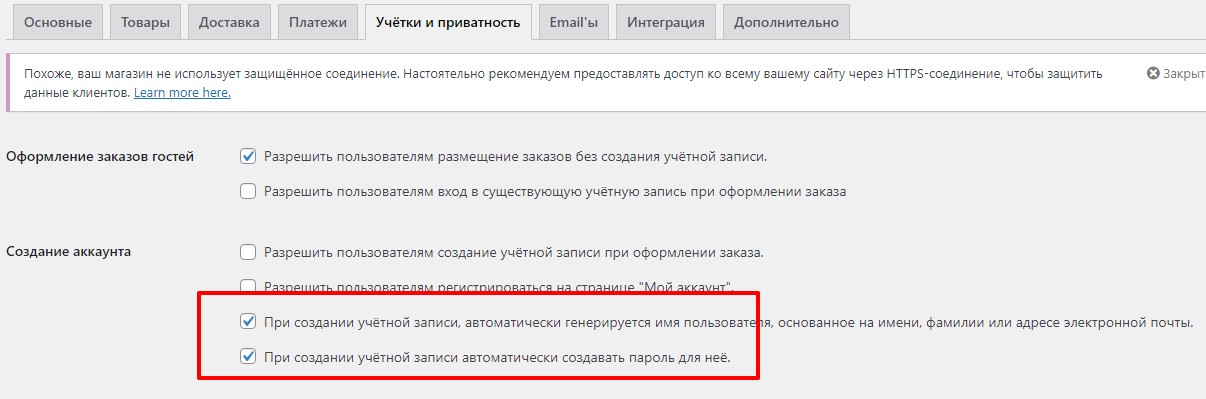 Основные Товары Доставка Платежи Учётки и приватность Email'ы Интеграция Дополнительно
Похоже, ваш магазин не использует защищённое соединение. Настоятельно рекомендуем предоставлять доступ ко всему вашему сайту через HTTPS-соединение, чтобы защитить
данные клиентов. Learn more here.
Закрыт
Оформление заказов гостей
Разрешить пользователям размещение заказов без создания учётной записи.
Разрешить пользователям вход в существующую учётную запись при оформлении заказа
Создание аккаунта
Разрешить пользователям создание учётной записи при оформлении заказа.
Разрешить пользователям регистрироваться на странице "Мой аккаунт".
При создании учётной записи, автоматически генерируется имя пользователя, основанное на имени, фамилии или адресе электронной почты.
При создании учётной записи автоматически создавать пароль для неё.